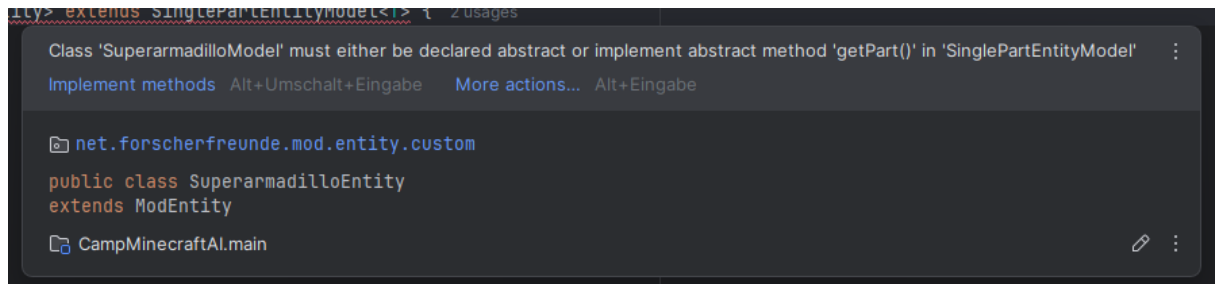 ity> extends SinglePartEntityModel<T> { 2 usages
Class 'SuperarmadilloModel' must either be declared abstract or implement abstract method 'getPart()' in 'SinglePartEntityModel'
Implement methods Alt+Umschalt+Eingabe More actions... Alt+Eingabe
net.forscherfreunde.mod.entity.custom
public class SuperarmadilloEntity
extends ModEntity
CampMinecraftAI.main